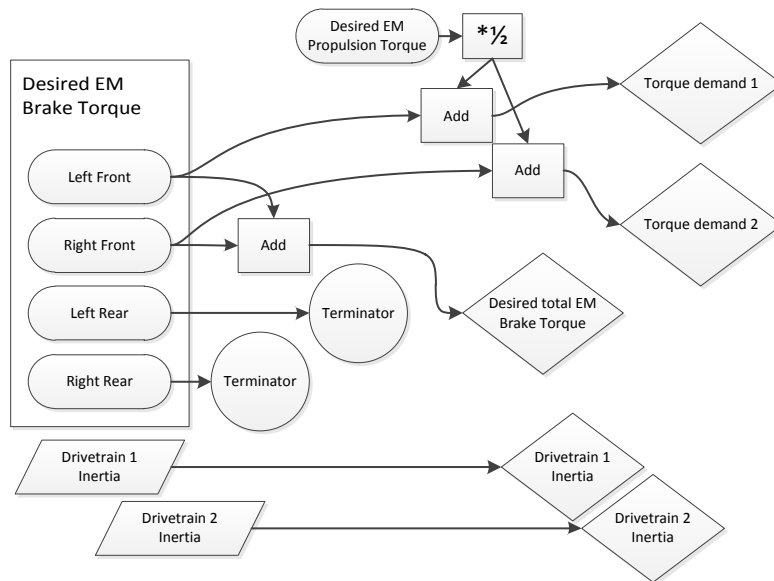 Desired EM
Propulsion Torque
*½
Torque demand 1
Desired EM
Brake Torque
Add
Left Front
Add
Right Front
Add
Torque demand 2
Left Rear
Terminator
Desired total EM
Brake Torque
Right Rear
Terminator
Drivetrain 1
Inertia
Drivetrain 1
Inertia
Drivetrain 2
Inertia
Drivetrain 2
Inertia